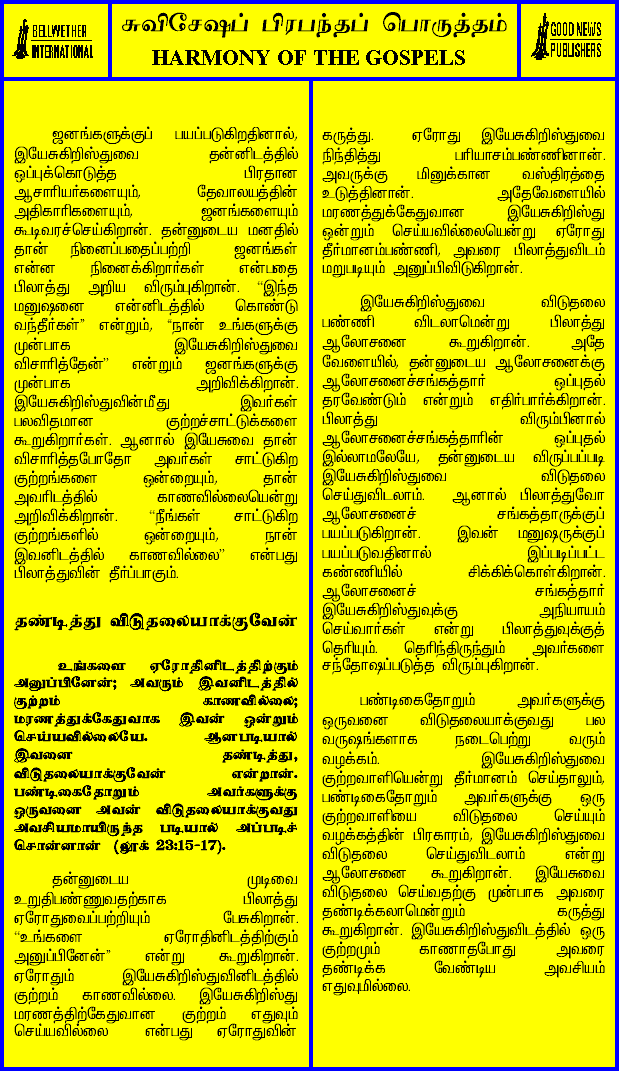 BELLWETHER
INTERNATIONAL
சுவிசேஷப் பிரபந்தப் பொருத்தம்
HARMONY OF THE GOSPELS
GOOD NEWS
PUBLISHERS
ஜனங்களுக்குப் பயப்படுகிறதினால்,
இயேசுகிறிஸ்துவை தன்னிடத்தில்
ஒப்புக்கொடுத்த பிரதான
ஆசாரியர்களையும், தேவாலயத்தின்
அதிகாரிகளையும், ஜனங்களையும்
கூடிவரச்செய்கிறான். தன்னுடைய மனதில்
தான் நினைப்பதைப்பற்றி ஜனங்கள்
என்ன நினைக்கிறார்கள் என்பதை
பிலாத்து அறிய விரும்புகிறான். “இந்த
மனுஷனை என்னிடத்தில் கொண்டு
வந்தீர்கள்” என்றும், “நான் உங்களுக்கு
முன்பாக இயேசுகிறிஸ்துவை
விசாரித்தேன்” என்றும் ஜனங்களுக்கு
முன்பாக அறிவிக்கிறான்.
இயேசுகிறிஸ்துவின்மீது இவர்கள்
பலவிதமான குற்றச்சாட்டுக்களை
கூறுகிறார்கள். ஆனால் இயேசுவை தான்
விசாரித்தபோதோ அவர்கள் சாட்டுகிற
குற்றங்களை ஒன்றையும், தான்
அவரிடத்தில் காணவில்லையென்று
அறிவிக்கிறான். “நீங்கள் சாட்டுகிற
குற்றங்களில் ஒன்றையும், நான்
இவனிடத்தில் காணவில்லை” என்பது
பிலாத்துவின் தீர்ப்பாகும்.
தண்டித்து விடுதலையாக்குவேன்
உங்களை ஏரோதினிடத்திற்கும்
அனுப்பினேன்; அவரும் இவனிடத்தில்
குற்றம் காணவில்லை;
மரணத்துக்கேதுவாக இவன் ஒன்றும்
செய்யவில்லையே. ஆனபடியால்
இவனை தண்டித்து,
விடுதலையாக்குவேன் என்றான்.
பண்டிகைதோறும் அவர்களுக்கு
ஒருவனை அவன் விடுதலையாக்குவது
அவசியமாயிருந்த படியால் அப்படிச்
சொன்னான் (லூக் 23:15-17).
தன்னுடைய முடிவை
உறுதிபண்ணுவதற்காக பிலாத்து
ஏரோதுவைப்பற்றியும் பேசுகிறான்.
“உங்களை ஏரோதினிடத்திற்கும்
அனுப்பினேன்” என்று கூறுகிறான்.
ஏரோதும் இயேசுகிறிஸ்துவினிடத்தில்
குற்றம் காணவில்லை. இயேசுகிறிஸ்து
மரணத்திற்கேதுவான குற்றம் எதுவும்
செய்யவில்லை என்பது ஏரோதுவின்
கருத்து. ஏரோது இயேசுகிறிஸ்துவை
நிந்தித்து பரியாசம்பண்ணினான்.
அவருக்கு மினுக்கான வஸ்திரத்தை
உடுத்தினான். அதேவேளையில்
மரணத்துக்கேதுவான இயேசுகிறிஸ்து
ஒன்றும் செய்யவில்லையென்று ஏரோது
தீர்மானம்பண்ணி, அவரை பிலாத்துவிடம்
மறுபடியும் அனுப்பிவிடுகிறான்.
இயேசுகிறிஸ்துவை விடுதலை
பண்ணி விடலாமென்று பிலாத்து
ஆலோசனை கூறுகிறான். அதே
வேளையில், தன்னுடைய ஆலோசனைக்கு
ஆலோசனைச்சங்கத்தார் ஒப்புதல்
தரவேண்டும் என்றும் எதிர்பார்க்கிறான்.
பிலாத்து விரும்பினால்
ஆலோசனைச்சங்கத்தாரின் ஒப்புதல்
இல்லாமலேயே, தன்னுடைய விருப்பப்படி
இயேசுகிறிஸ்துவை விடுதலை
செய்துவிடலாம். ஆனால் பிலாத்துவோ
ஆலோசனைச் சங்கத்தாருக்குப்
பயப்படுகிறான். இவன் மனுஷருக்குப்
பயப்படுவதினால் இப்படிப்பட்ட
கண்ணியில் சிக்கிக்கொள்கிறான்.
ஆலோசனைச் சங்கத்தார்
இயேசுகிறிஸ்துவுக்கு அநியாயம்
செய்வார்கள் என்று பிலாத்துவுக்குத்
தெரியும். தெரிந்திருந்தும் அவர்களை
சந்தோஷப்படுத்த விரும்புகிறான்.
பண்டிகைதோறும் அவர்களுக்கு
ஒருவனை விடுதலையாக்குவது பல
வருஷங்களாக நடைபெற்று வரும்
வழக்கம். இயேசுகிறிஸ்துவை
குற்றவாளியென்று தீர்மானம் செய்தாலும்,
பண்டிகைதோறும் அவர்களுக்கு ஒரு
குற்றவாளியை விடுதலை செய்யும்
வழக்கத்தின் பிரகாரம், இயேசுகிறிஸ்துவை
விடுதலை செய்துவிடலாம் என்று
ஆலோசனை கூறுகிறான். இயேசுவை
விடுதலை செய்வதற்கு முன்பாக அவரை
தண்டிக்கலாமென்றும் கருத்து
கூறுகிறான். இயேசுகிறிஸ்துவிடத்தில் ஒரு
குற்றமும் காணாதபோது அவரை
தண்டிக்க வேண்டிய அவசியம்
எதுவுமில்லை.